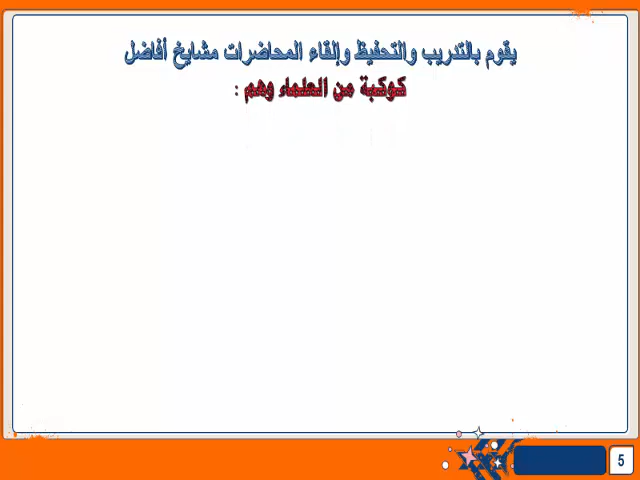 يقوم بالتدريب والتحفيظ وإلقاء المحاضرات مشايخ أفاضل
كوكبة من العلماء وهم :
5